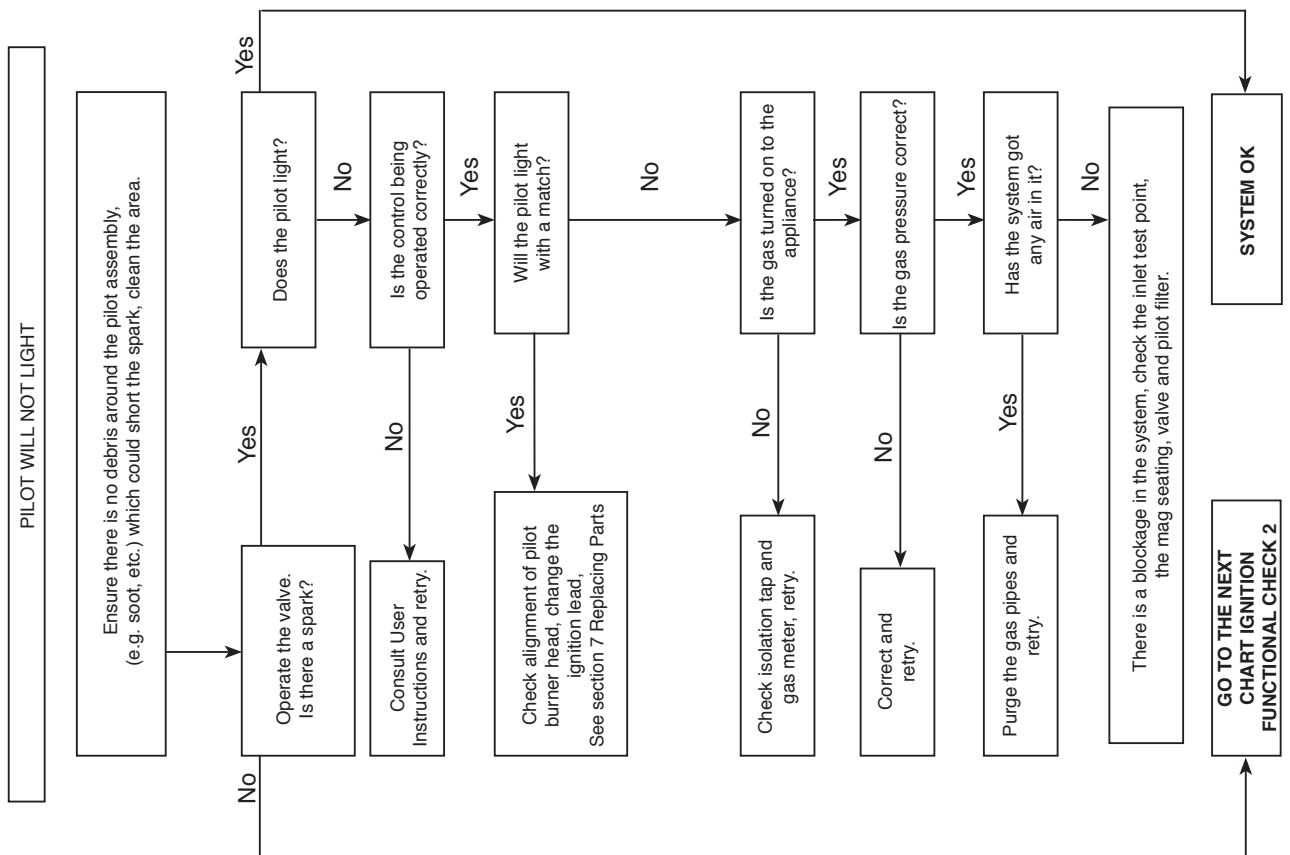 PILOT WILL NOT LIGHT
Ensure there is no debris around the pilot assembly,
(e.g. soot, etc.) which could short the spark, clean the area.
Operate the valve.
Is there a spark?
No
Yes
Does the pilot light?
Yes
No
Is the control being
operated correctly?
No
Consult User
Instructions and retry.
Yes
Will the pilot light
with a match?
Yes
Check alignment of pilot
burner head, change the
ignition lead,
See section 7 Replacing Parts
No
Is the gas turned on to the
appliance?
No
Check isolation tap and
gas meter, retry.
Yes
Is the gas pressure correct?
No
Correct and
retry.
Yes
Has the system got
any air in it?
Yes
Purge the gas pipes and
retry.
No
There is a blockage in the system, check the inlet test point,
the mag seating, valve and pilot filter.
GO TO THE NEXT
CHART IGNITION
FUNCTIONAL CHECK 2
SYSTEM OK